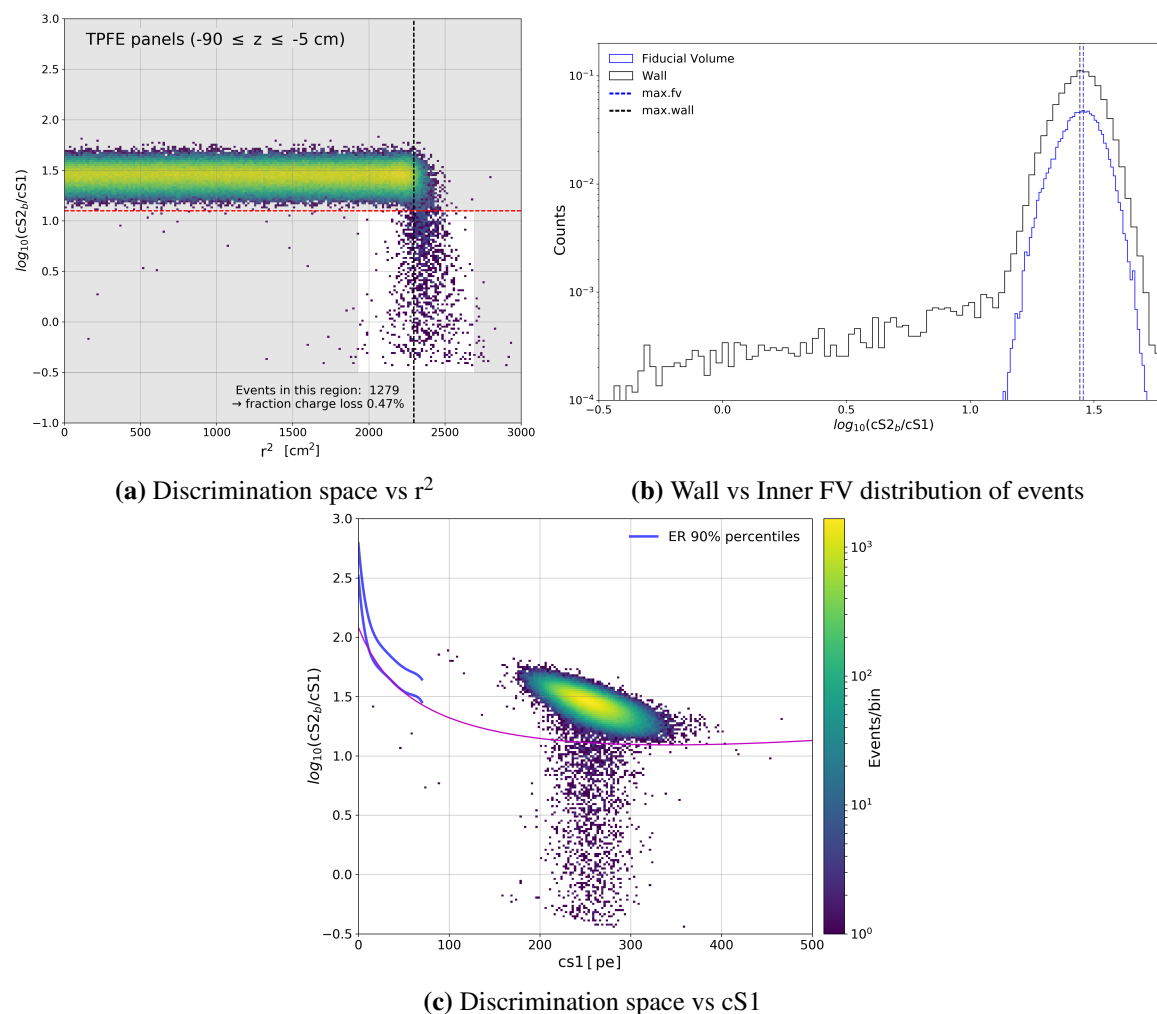 TPFE panels (-90 ≤ z ≤ -5 cm)
3.0
2.5
2.0
1.5
1.0
0.5
0.0
−0.5
−1.0
log₁₀(cS2_b/cS1)
Events in this region: 1279
→ fraction charge loss 0.47%
0 500 1000 1500 2000 2500 3000
r² [cm²]
(a) Discrimination space vs r²
Fiducial Volume
Wall
max.fv
max.wall
10⁻¹
10⁻²
10⁻³
10⁻⁴
Counts
−0.5 0.0 0.5 1.0 1.5
log₁₀(cS2_b/cS1)
(b) Wall vs Inner FV distribution of events
ER 90% percentiles
3.0
2.5
2.0
1.5
1.0
0.5
0.0
−0.5
log₁₀(cS2_b/cS1)
0 100 200 300 400 500
cs1 [ pe]
10³
10²
10¹
10⁰
Events/bin
(c) Discrimination space vs cS1